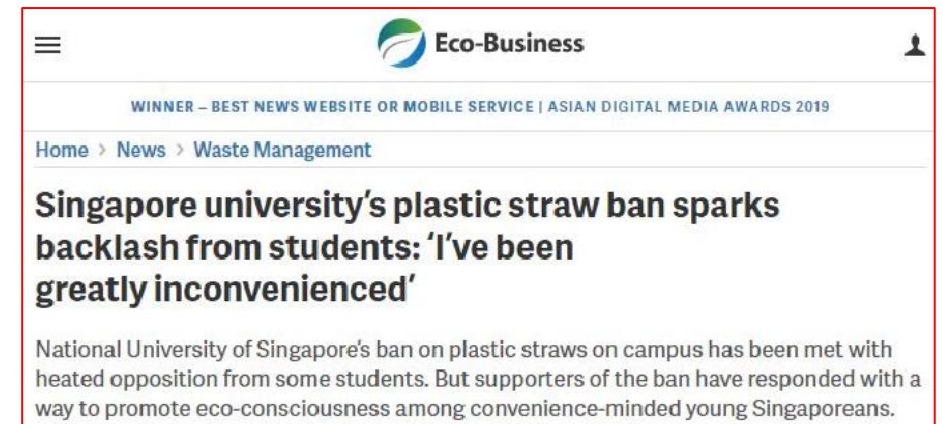 Eco-Business
WINNER – BEST NEWS WEBSITE OR MOBILE SERVICE | ASIAN DIGITAL MEDIA AWARDS 2019
Home > News > Waste Management
Singapore university's plastic straw ban sparks
backlash from students: ‘I've been
greatly inconvenienced’
National University of Singapore's ban on plastic straws on campus has been met with
heated opposition from some students. But supporters of the ban have responded with a
way to promote eco-consciousness among convenience-minded young Singaporeans.